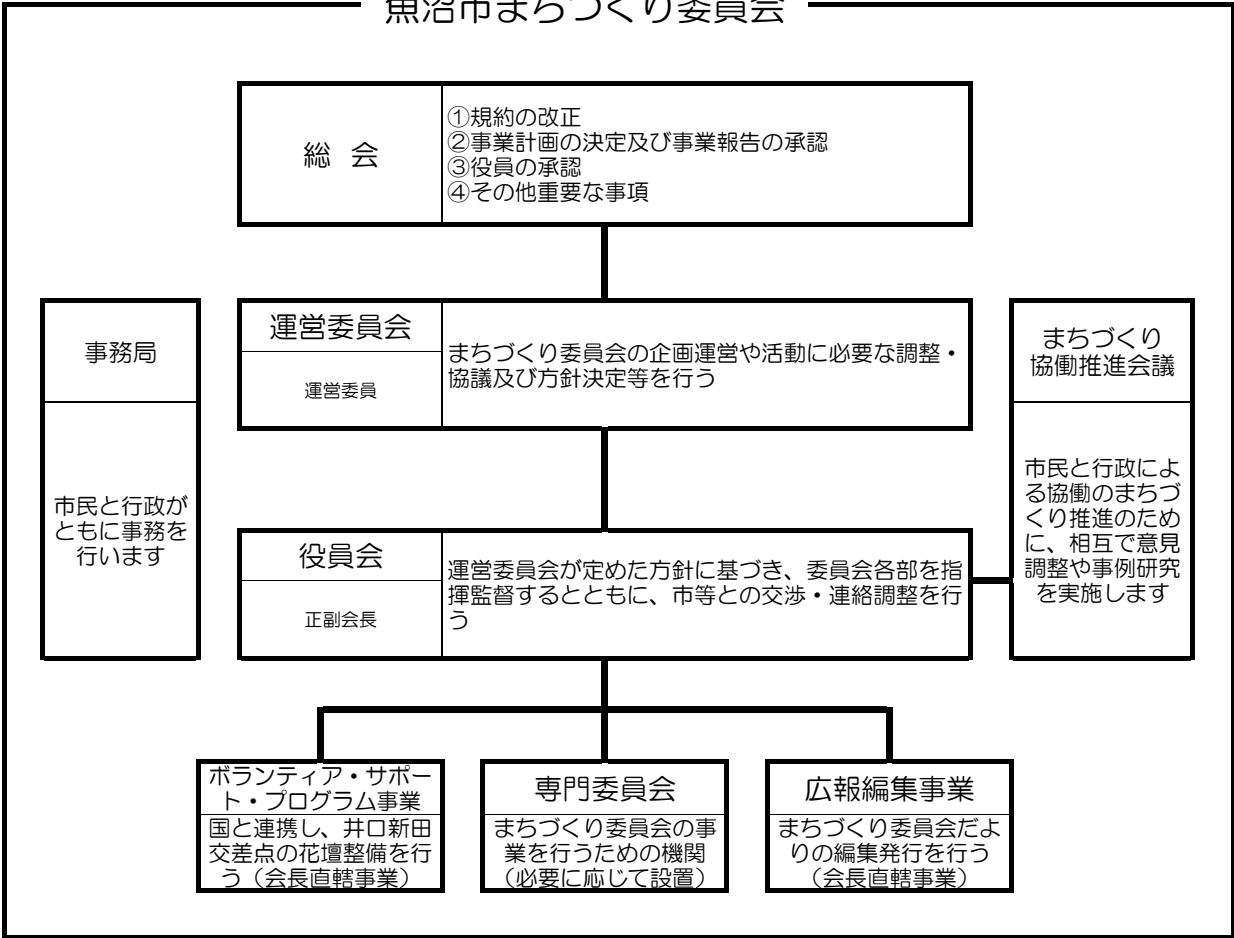 魚沼市まちづくり委員会
総 会
①規約の改正
②事業計画の決定及び事業報告の承認
③役員の承認
④その他重要な事項
事務局
市民と行政が
ともに事務を
行います
運営委員会
運営委員
まちづくり委員会の企画運営や活動に必要な調整・
協議及び方針決定等を行う
まちづくり
協働推進会議
市民と行政によ
る協働のまちづ
くり推進のため
に、相互で意見
調整や事例研究
を実施します
役員会
正副会長
運営委員会が定めた方針に基づき、委員会各部を指
揮監督するとともに、市等との交渉・連絡調整を行
う
ボランティア・サポー
ト・プログラム事業
国と連携し、井口新田
交差点の花壇整備を行
う（会長直轄事業）
専門委員会
まちづくり委員会の事
業を行うための機関
（必要に応じて設置）
広報編集事業
まちづくり委員会だよ
りの編集発行を行う
（会長直轄事業）